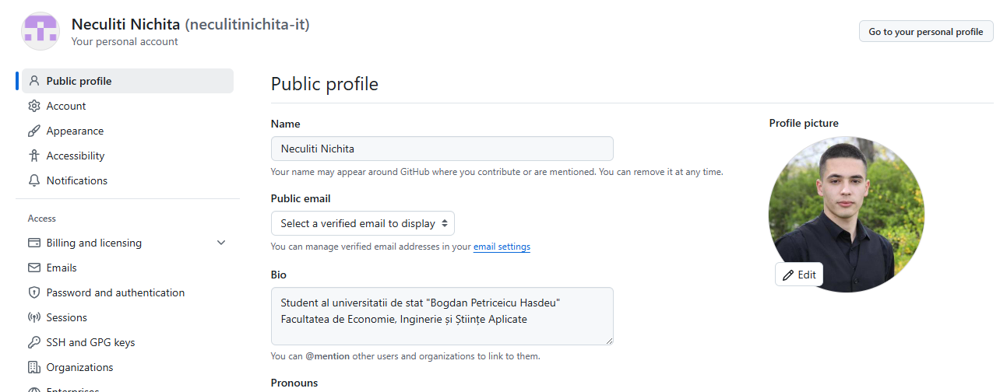 Neculiti Nichita (neculitinichita-it)
Your personal account
Go to your personal profile
Public profile
Account
Appearance
Accessibility
Notifications
Access
Billing and licensing
Emails
Password and authentication
Sessions
SSH and GPG keys
Organizations
Enterprises
Public profile
Name
Neculiti Nichita
Your name may appear around GitHub where you contribute or are mentioned. You can remove it at any time.
Public email
Select a verified email to display
You can manage verified email addresses in your email settings
Bio
Student al universitatii de stat "Bogdan Petriceicu Hasdeu"
Facultatea de Economie, Inginerie și Științe Aplicate
You can @mention other users and organizations to link to them.
Pronouns
Profile picture
Edit